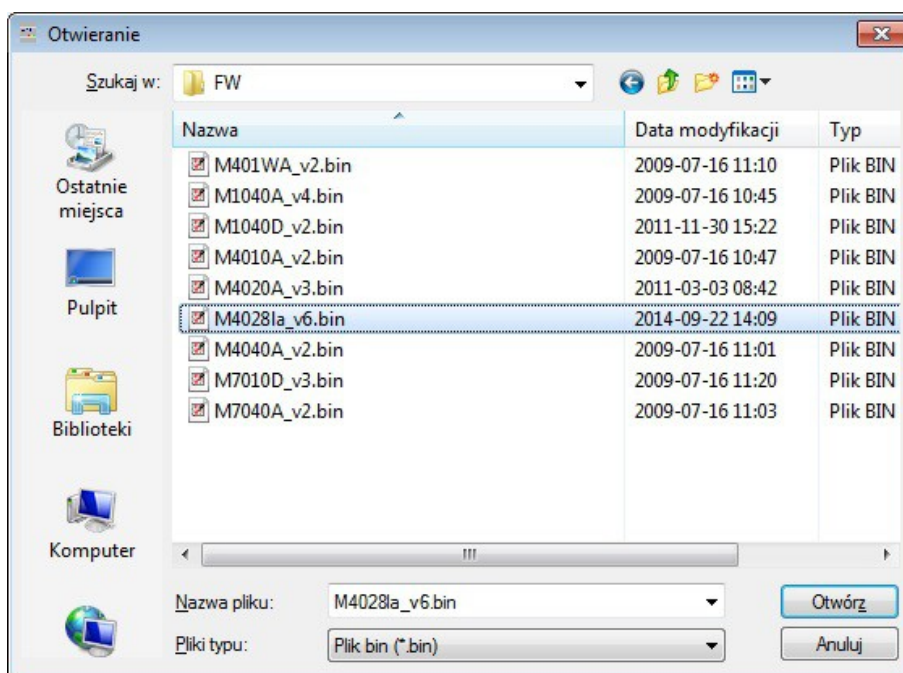 Otwieranie
Szukaj w: FW
Nazwa Data modyfikacji Typ
M401WA_v2.bin 2009-07-16 11:10 Plik BIN
M1040A_v4.bin 2009-07-16 10:45 Plik BIN
M1040D_v2.bin 2011-11-30 15:22 Plik BIN
M4010A_v2.bin 2009-07-16 10:47 Plik BIN
M4020A_v3.bin 2011-03-03 08:42 Plik BIN
M4028la_v6.bin 2014-09-22 14:09 Plik BIN
M4040A_v2.bin 2009-07-16 11:01 Plik BIN
M7010D_v3.bin 2009-07-16 11:20 Plik BIN
M7040A_v2.bin 2009-07-16 11:03 Plik BIN
Ostatnie
miejsca
Pulpit
Biblioteki
Komputer
Nazwa pliku: M4028la_v6.bin Otwórz
Pliki typu: Plik bin (*.bin) Anuluj